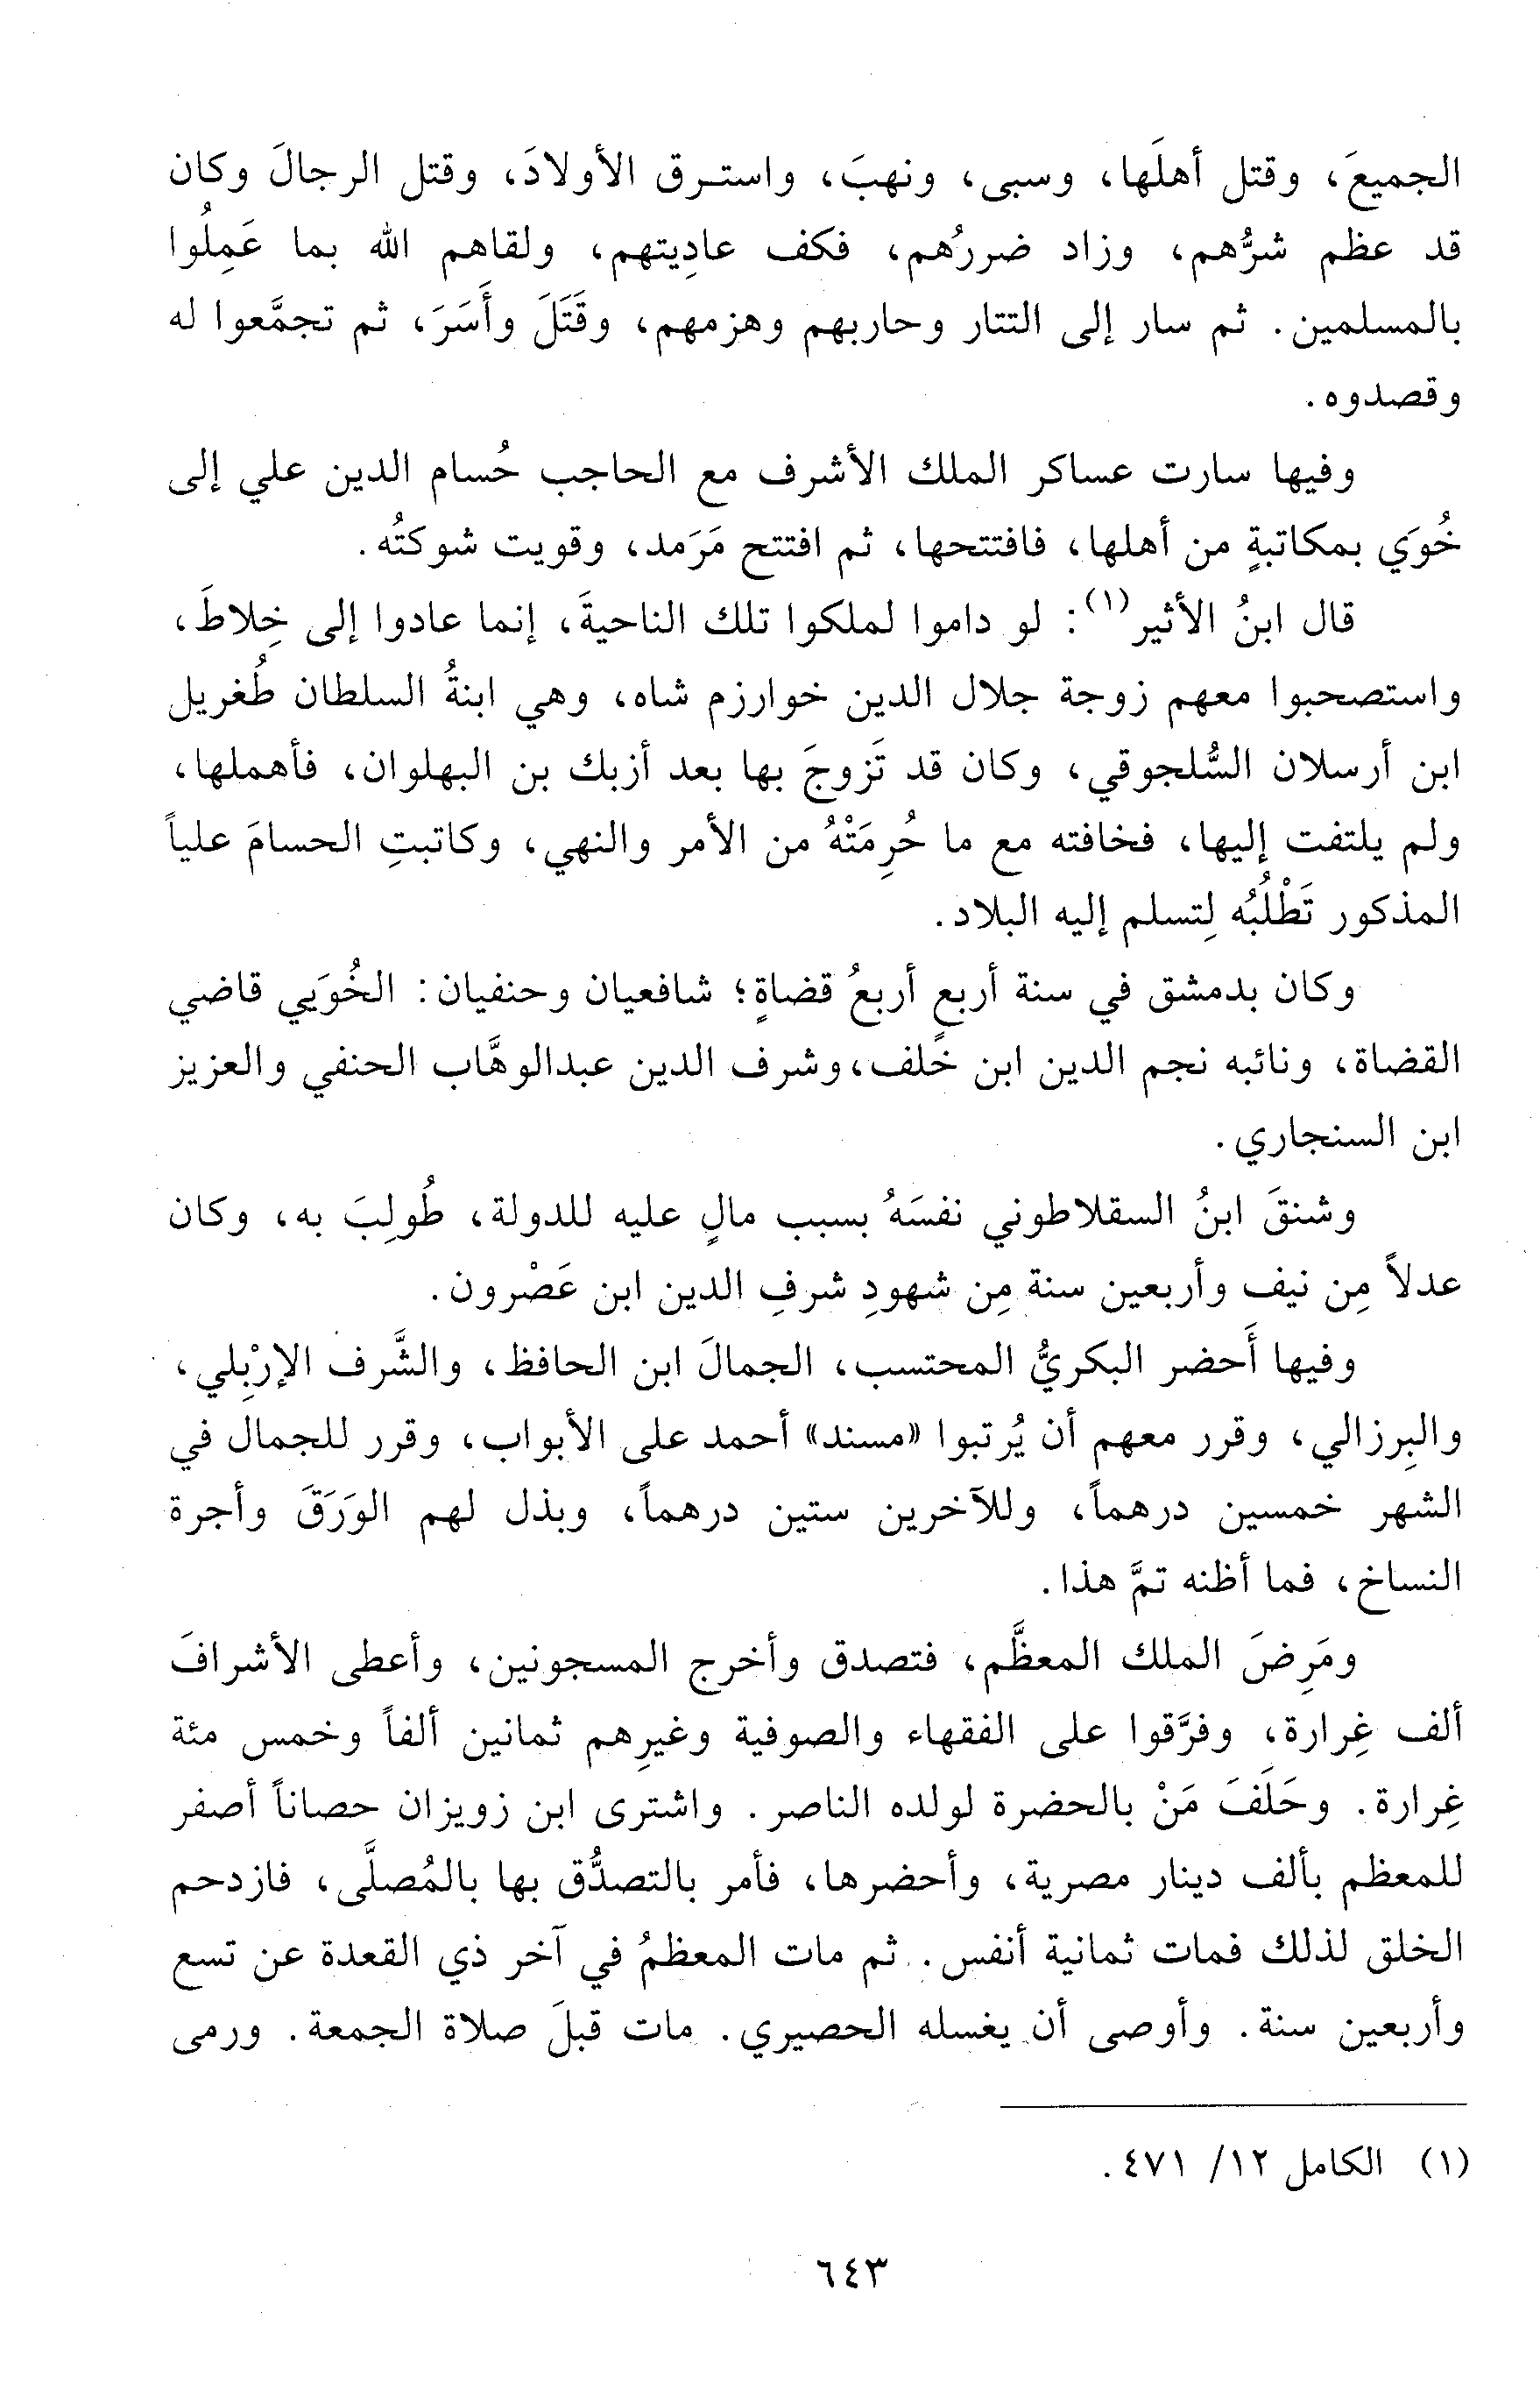 الجميعَ، وقتل أهلَها، وسبى، ونهبَ، واسترق الأولادَ، وقتل الرجالَ وكان
قد عظم شرُّهم، وزاد ضررُهم، فكف عادِيتهم، ولقاهم الله بما عَمِلُوا
بالمسلمين. ثم سار إلى التتار وحاربهم وهزمهم، وقَتَلَ وأَسَرَ، ثم تجمَّعوا له
وقصدوه.
وفيها سارت عساكر الملك الأشرف مع الحاجب حُسام الدين علي إلى
خُوَي بمكاتبةٍ من أهلها، فافتتحها، ثم افتتح مَرَمد، وقويت شوكتُه.
قال ابنُ الأثير(١): لو داموا لملكوا تلك الناحيةَ، إنما عادوا إلى خِلاطَ،
واستصحبوا معهم زوجة جلال الدين خوارزم شاه، وهي ابنةُ السلطان طُغريل
ابن أرسلان السُّلجوقي، وكان قد تَزوجَ بها بعد أزبك بن البهلوان، فأهملها،
ولم يلتفت إليها، فخافته مع ما حُرِمَتْهُ من الأمر والنهي، وكاتبتِ الحسامَ علياً
المذكور تَطْلُبُه لِتسلم إليه البلاد.
وكان بدمشق في سنة أربعٍ أربعُ قضاةٍ؛ شافعيان وحنفيان: الخُوَيي قاضي
القضاة، ونائبه نجم الدين ابن خَلف،وشرف الدين عبدالوهَّاب الحنفي والعزيز
ابن السنجاري.
وشنقَ ابنُ السقلاطوني نفسَهُ بسبب مالٍ عليه للدولة، طُولِبَ به، وكان
عدلاً مِن نيف وأربعين سنة مِن شهودِ شرفِ الدين ابن عَصْرون.
وفيها أَحضر البكريُّ المحتسب، الجمالَ ابن الحافظ، والشَّرف الإرْبِلي،
والبِرزالي، وقرر معهم أن يُرتبوا «مسند» أحمد على الأبواب، وقرر للجمال في
الشهر خمسين درهماً، وللآخرين ستين درهماً، وبذل لهم الوَرَقَ وأجرة
النساخ، فما أظنه تمَّ هذا.
ومَرِضَ الملك المعظَّم، فتصدق وأخرج المسجونين، وأعطى الأشرافَ
ألف غِرارة، وفرَّقوا على الفقهاء والصوفية وغيرِهم ثمانين ألفاً وخمس مئة
غِرارة. وحَلَفَ مَنْ بالحضرة لولده الناصر. واشترى ابن زويزان حصاناً أصفر
للمعظم بألف دينار مصرية، وأحضرها، فأمر بالتصدُّق بها بالمُصلَّى، فازدحم
الخلق لذلك فمات ثمانية أنفس. ثم مات المعظمُ في آخر ذي القعدة عن تسع
وأربعين سنة. وأوصى أن يغسله الحصيري. مات قبلَ صلاة الجمعة. ورمى
(١) الكامل ١٢/ ٤٧١.
٦٤٣